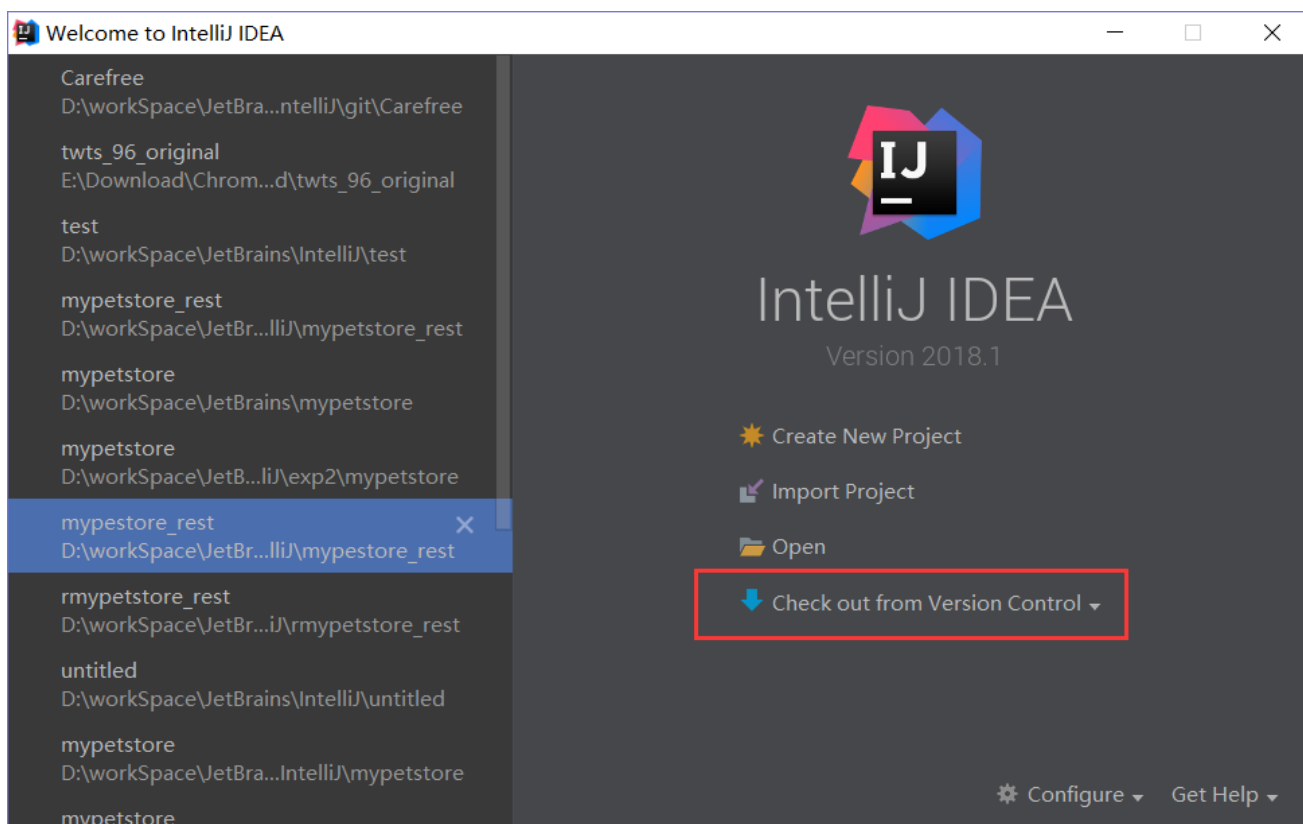 Welcome to IntelliJ IDEA
Carefree
D:\workSpace\JetBra...ntelliJ\git\Carefree
twts_96_original
E:\Download\Chrom...d\twts_96_original
test
D:\workSpace\JetBrains\IntelliJ\test
mypetstore_rest
D:\workSpace\JetBr...lliJ\mypetstore_rest
mypetstore
D:\workSpace\JetBrains\mypetstore
mypetstore
D:\workSpace\JetB...liJ\exp2\mypetstore
mypestore_rest
D:\workSpace\JetBr...lliJ\mypestore_rest
rmypetstore_rest
D:\workSpace\JetBr...iJ\rmypetstore_rest
untitled
D:\workSpace\JetBrains\IntelliJ\untitled
mypetstore
D:\workSpace\JetBra...IntelliJ\mypetstore
mypetstore
IJ
IntelliJ IDEA
Version 2018.1
Create New Project
Import Project
Open
Check out from Version Control
Configure
Get Help